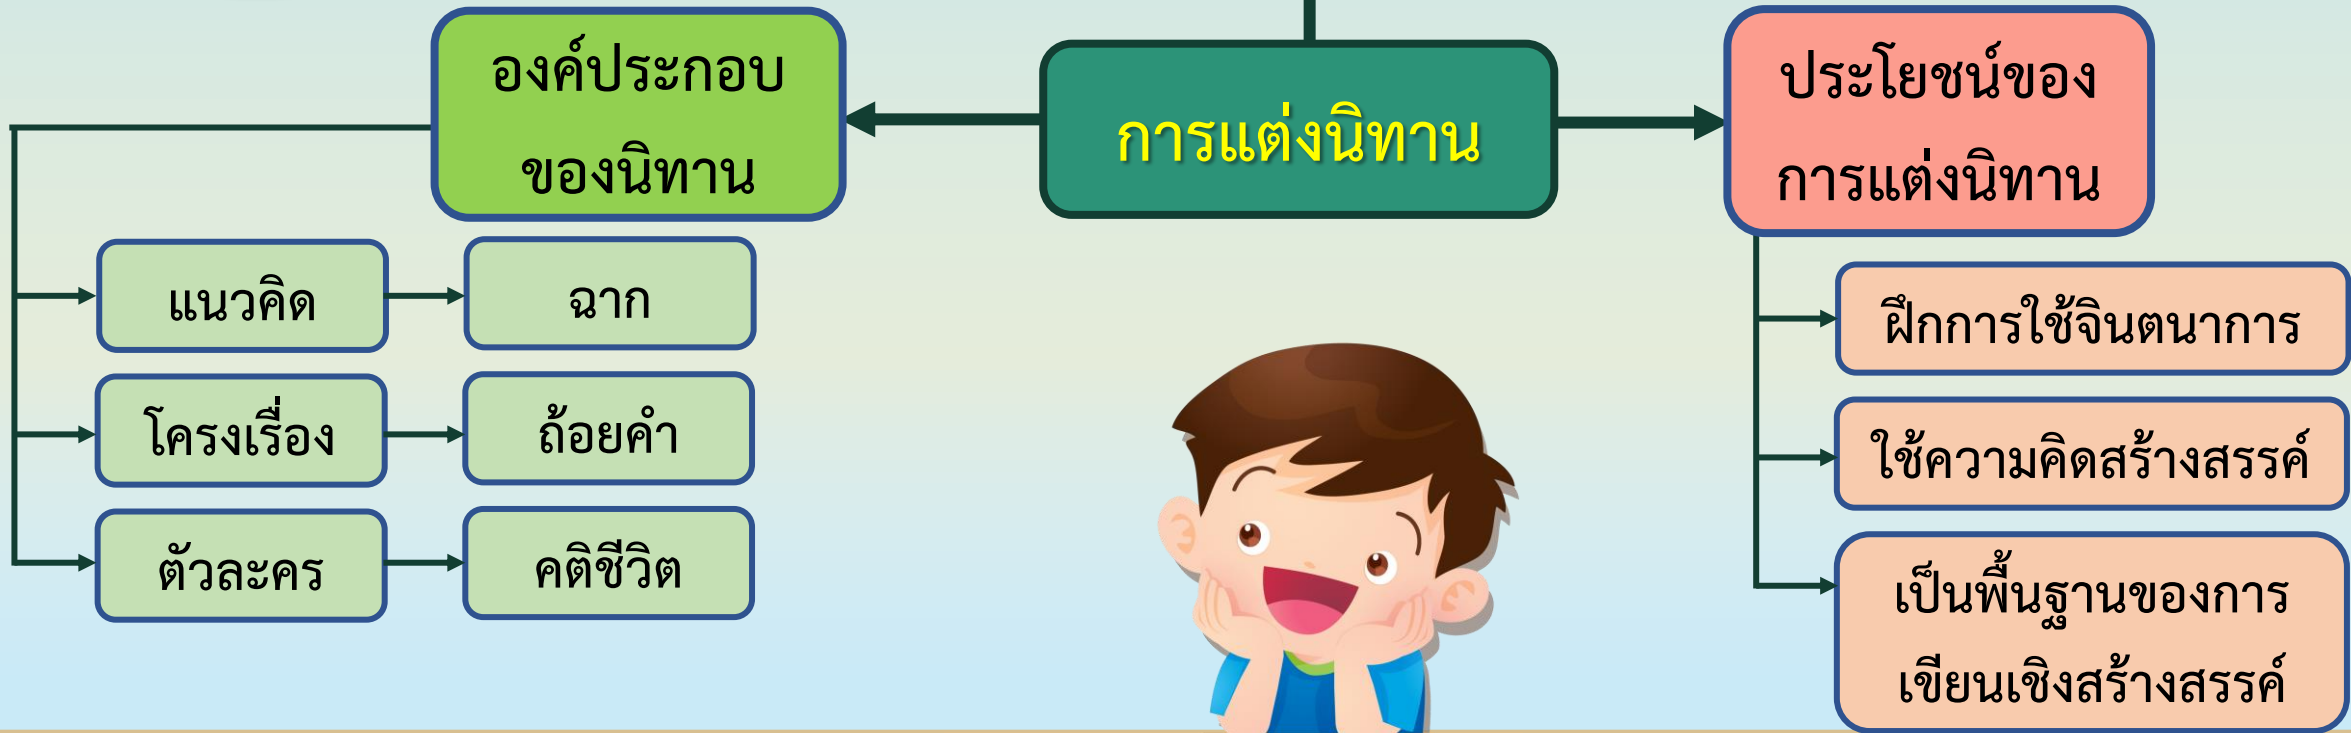 องค์ประกอบ
ของนิทาน
การแต่งนิทาน
ประโยชน์ของ
การแต่งนิทาน
แนวคิด
ฉาก
โครงเรื่อง
ถ้อยคำ
ตัวละคร
คติชีวิต
ฝึกการใช้จินตนาการ
ใช้ความคิดสร้างสรรค์
เป็นพื้นฐานของการ
เขียนเชิงสร้างสรรค์